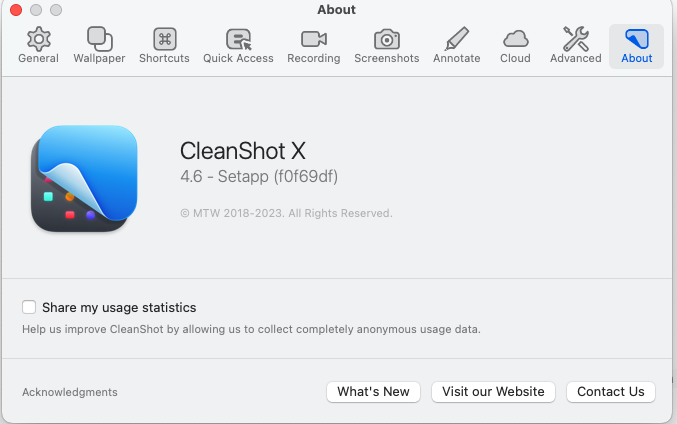 About
General Wallpaper Shortcuts Quick Access Recording Screenshots Annotate Cloud Advanced About
CleanShot X
4.6 - Setapp (f0f69df)
© MTW 2018-2023. All Rights Reserved.
Share my usage statistics
Help us improve CleanShot by allowing us to collect completely anonymous usage data.
Acknowledgments What's New Visit our Website Contact Us